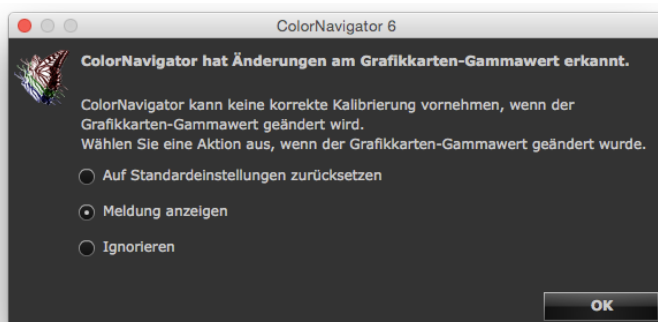 ColorNavigator 6
ColorNavigator hat Änderungen am Grafikkarten-Gammawert erkannt.
ColorNavigator kann keine korrekte Kalibrierung vornehmen, wenn der
Grafikkarten-Gammawert geändert wird.
Wählen Sie eine Aktion aus, wenn der Grafikkarten-Gammawert geändert wurde.
Auf Standardeinstellungen zurücksetzen
Meldung anzeigen
Ignorieren
OK